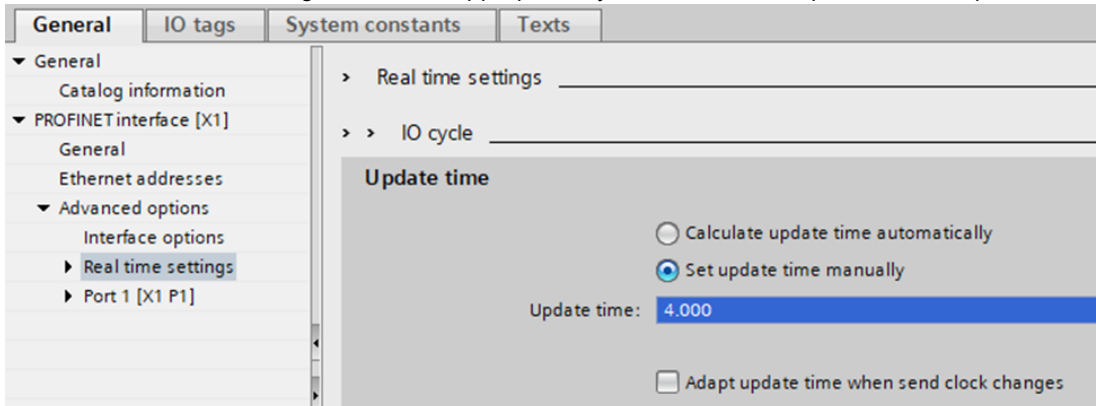 General IO tags System constants Texts
General
Catalog information
PROFINET interface [X1]
General
Ethernet addresses
Advanced options
Interface options
Real time settings
Port 1 [X1 P1]
Real time settings
IO cycle
Update time
Calculate update time automatically
Set update time manually
Update time: 4.000
Adapt update time when send clock changes